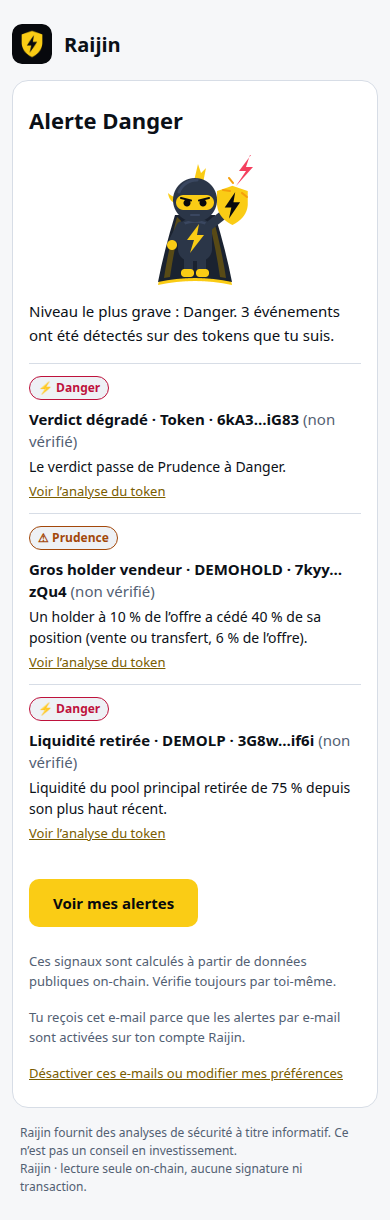 Raijin
Alerte Danger
Niveau le plus grave : Danger. 3 événements
ont été détectés sur des tokens que tu suis.
⚡ Danger
Verdict dégradé · Token · 6kA3…iG83 (non
vérifié)
Le verdict passe de Prudence à Danger.
Voir l’analyse du token
⚠ Prudence
Gros holder vendeur · DEMOHOLD · 7kyy…
zQu4 (non vérifié)
Un holder à 10 % de l’offre a cédé 40 % de sa
position (vente ou transfert, 6 % de l’offre).
Voir l’analyse du token
⚡ Danger
Liquidité retirée · DEMOLP · 3G8w…if6i (non
vérifié)
Liquidité du pool principal retirée de 75 % depuis
son plus haut récent.
Voir l’analyse du token
Voir mes alertes
Ces signaux sont calculés à partir de données
publiques on-chain. Vérifie toujours par toi-même.
Tu reçois cet e-mail parce que les alertes par e-mail
sont activées sur ton compte Raijin.
Désactiver ces e-mails ou modifier mes préférences
Raijin fournit des analyses de sécurité à titre informatif. Ce
n’est pas un conseil en investissement.
Raijin · lecture seule on-chain, aucune signature ni
transaction.